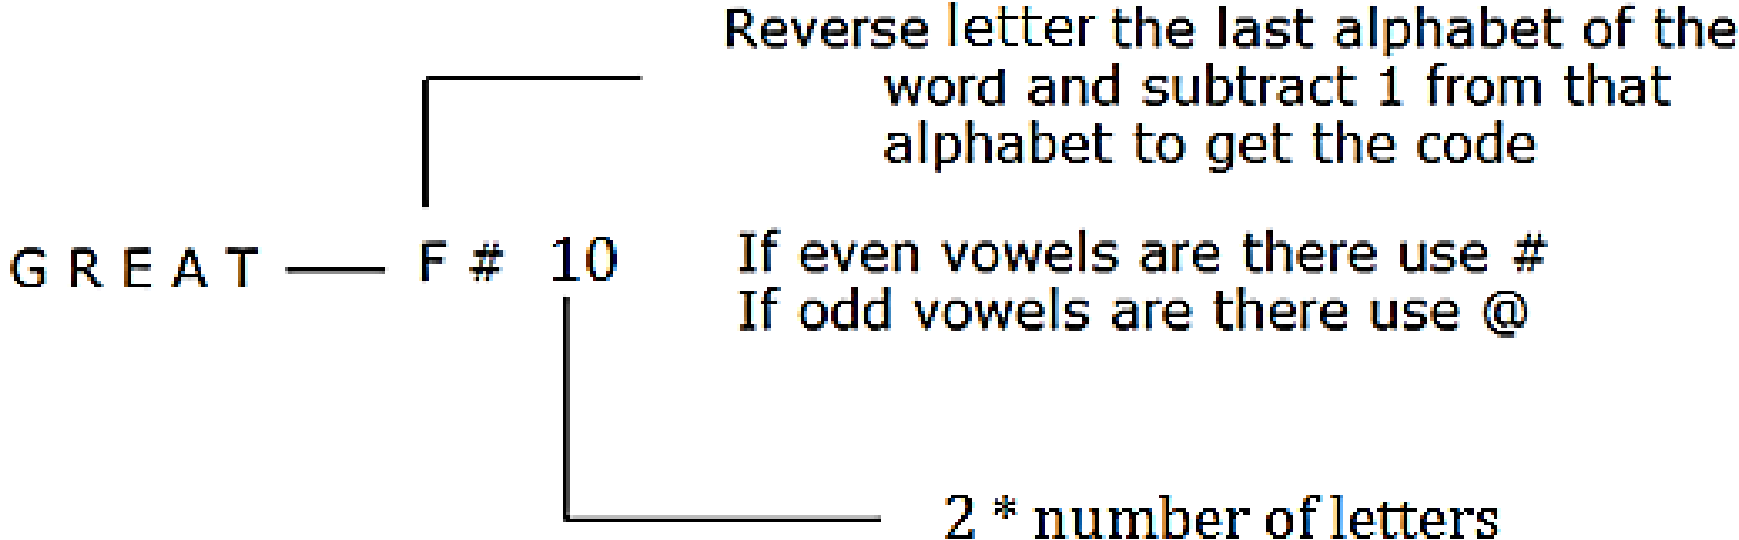 Reverse letter the last alphabet of the
word and subtract 1 from that
alphabet to get the code
G R E A T — F # 10
If even vowels are there use #
If odd vowels are there use @
2 * number of letters